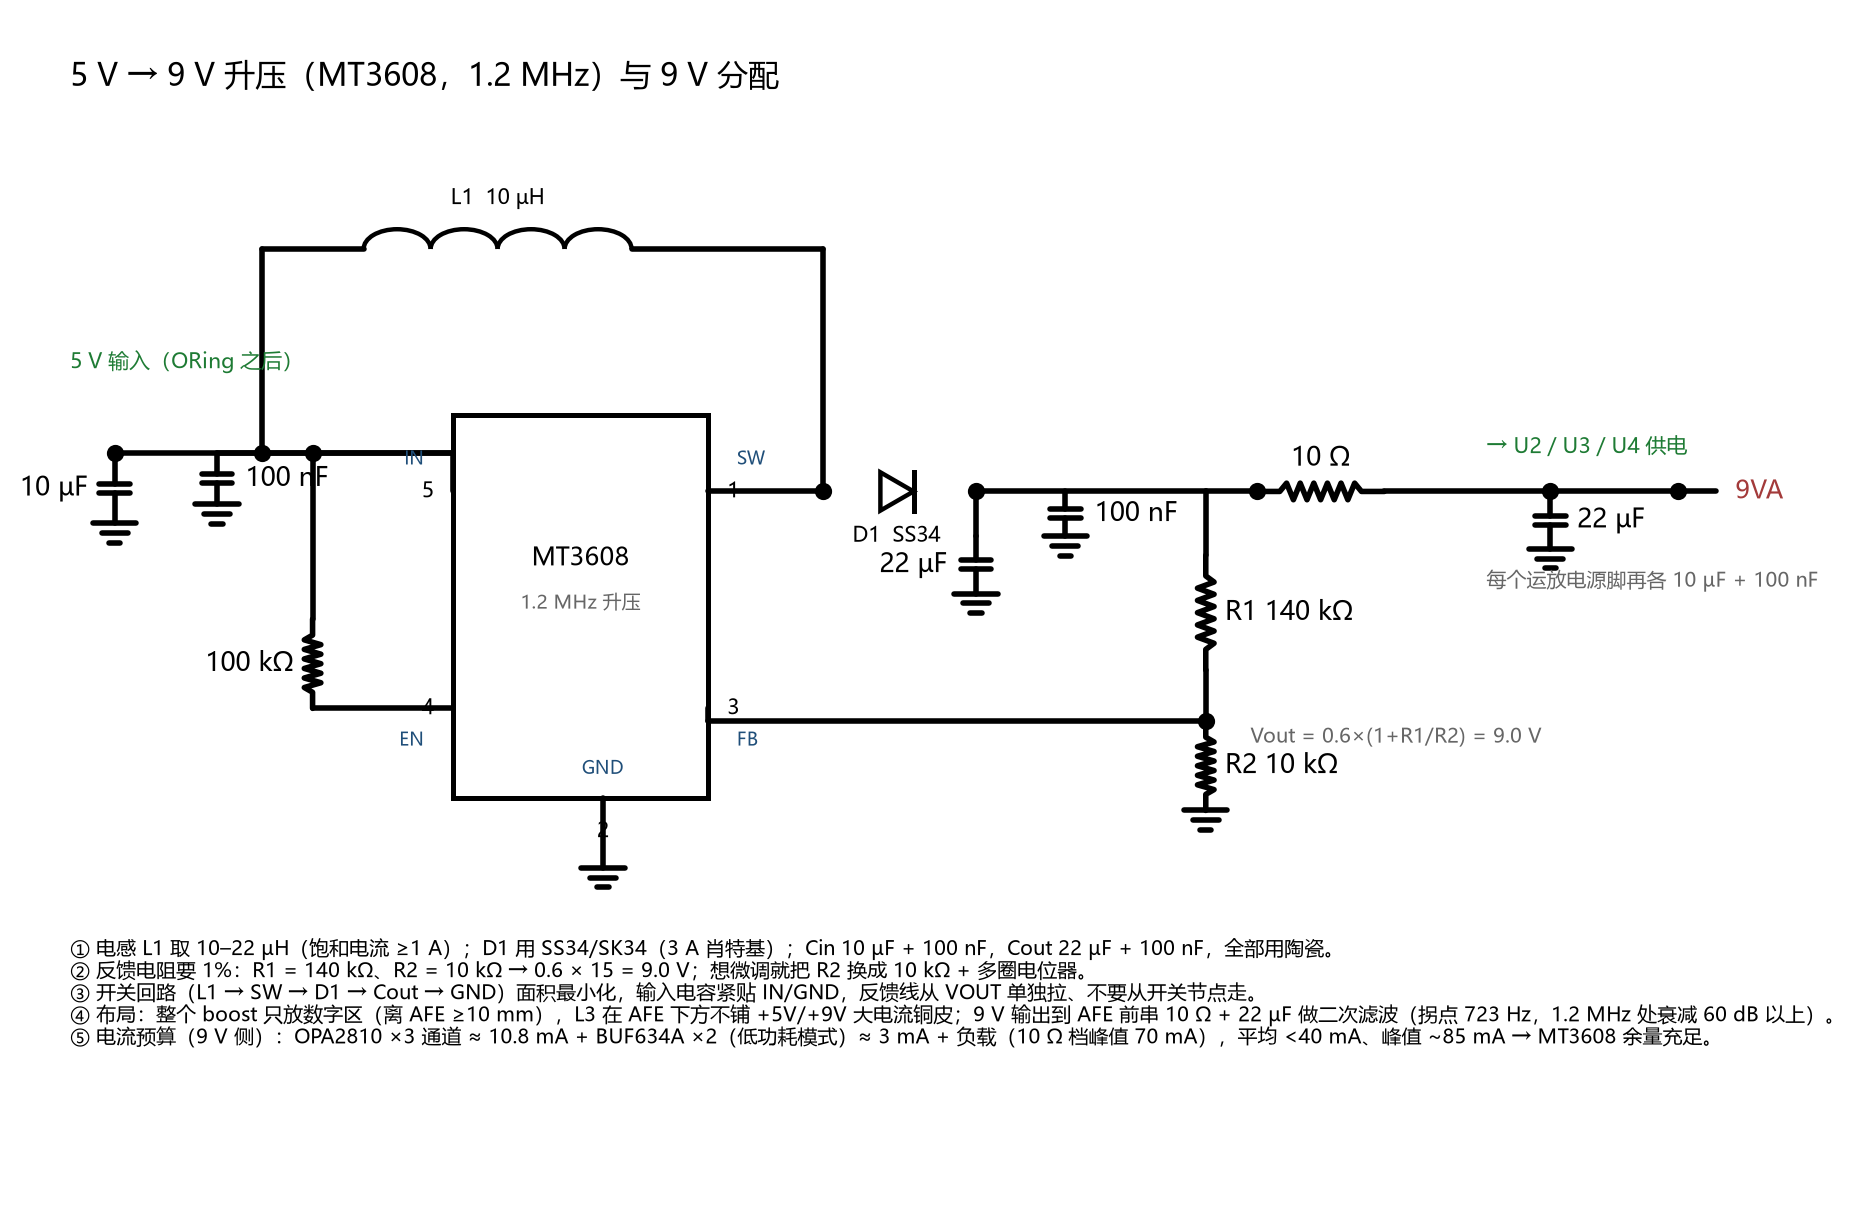 5 V → 9 V 升压（MT3608，1.2 MHz）与 9 V 分配
L1 10 µH
5 V 输入（ORing 之后）
→ U2 / U3 / U4 供电
10 Ω
9VA
IN
SW
100 nF
10 µF
5
1
100 nF
22 µF
D1 SS34
22 µF
MT3608
每个运放电源脚再各 10 µF + 100 nF
1.2 MHz 升压
R1 140 kΩ
100 kΩ
4
3
EN
FB
Vout = 0.6×(1+R1/R2) = 9.0 V
GND
R2 10 kΩ
2
① 电感 L1 取 10–22 µH（饱和电流 ≥1 A）；D1 用 SS34/SK34（3 A 肖特基）；Cin 10 µF + 100 nF，Cout 22 µF + 100 nF，全部用陶瓷。
② 反馈电阻要 1%：R1 = 140 kΩ、R2 = 10 kΩ → 0.6 × 15 = 9.0 V；想微调就把 R2 换成 10 kΩ + 多圈电位器。
③ 开关回路（L1 → SW → D1 → Cout → GND）面积最小化，输入电容紧贴 IN/GND，反馈线从 VOUT 单独拉、不要从开关节点走。
④ 布局：整个 boost 只放数字区（离 AFE ≥10 mm），L3 在 AFE 下方不铺 +5V/+9V 大电流铜皮；9 V 输出到 AFE 前串 10 Ω + 22 µF 做二次滤波（拐点 723 Hz，1.2 MHz 处衰减 60 dB 以上）。
⑤ 电流预算（9 V 侧）：OPA2810 ×3 通道 ≈ 10.8 mA + BUF634A ×2（低功耗模式）≈ 3 mA + 负载（10 Ω 档峰值 70 mA），平均 <40 mA、峰值 ~85 mA → MT3608 余量充足。